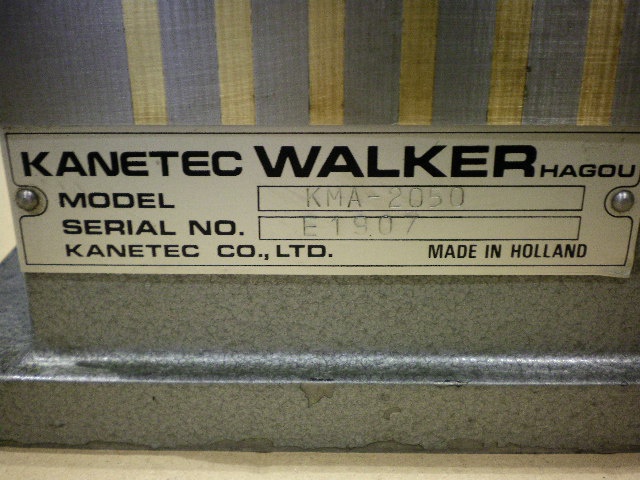 KANETEC WALKER HAGOU
MODEL KMA-2050
SERIAL NO. E1907
KANETEC CO., LTD. MADE IN HOLLAND